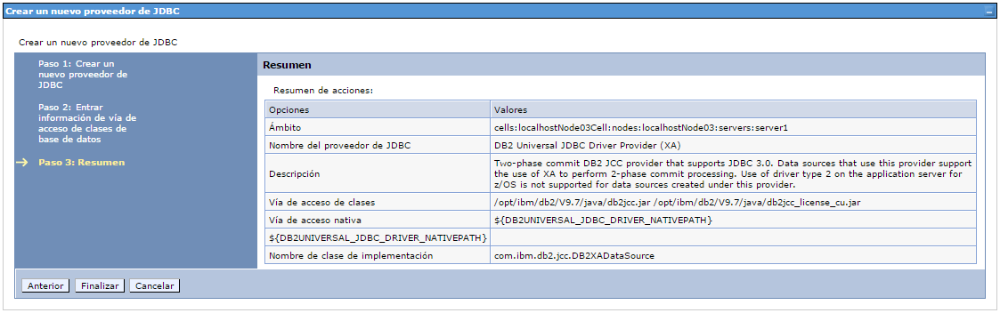 Crear un nuevo proveedor de JDBC
Crear un nuevo proveedor de JDBC
Paso 1: Crear un
nuevo proveedor de
JDBC
Paso 2: Entrar
información de vía de
acceso de clases de
base de datos
Paso 3: Resumen
Resumen
Resumen de acciones:
Opciones Valores
Ámbito cells:localhostNode03Cell:nodes:localhostNode03:servers:server1
Nombre del proveedor de JDBC DB2 Universal JDBC Driver Provider (XA)
Descripción
Two-phase commit DB2 JCC provider that supports JDBC 3.0. Data sources that use this provider support
the use of XA to perform 2-phase commit processing. Use of driver type 2 on the application server for
z/OS is not supported for data sources created under this provider.
Vía de acceso de clases /opt/ibm/db2/V9.7/java/db2jcc.jar /opt/ibm/db2/V9.7/java/db2jcc_license_cu.jar
Vía de acceso nativa ${DB2UNIVERSAL_JDBC_DRIVER_NATIVEPATH}
${DB2UNIVERSAL_JDBC_DRIVER_NATIVEPATH}
Nombre de clase de implementación com.ibm.db2.jcc.DB2XADataSource
Anterior Finalizar Cancelar